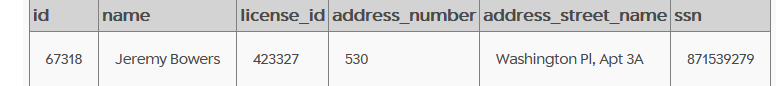 id name license_id address_number address_street_name ssn
67318 Jeremy Bowers 423327 530 Washington Pl, Apt 3A 871539279